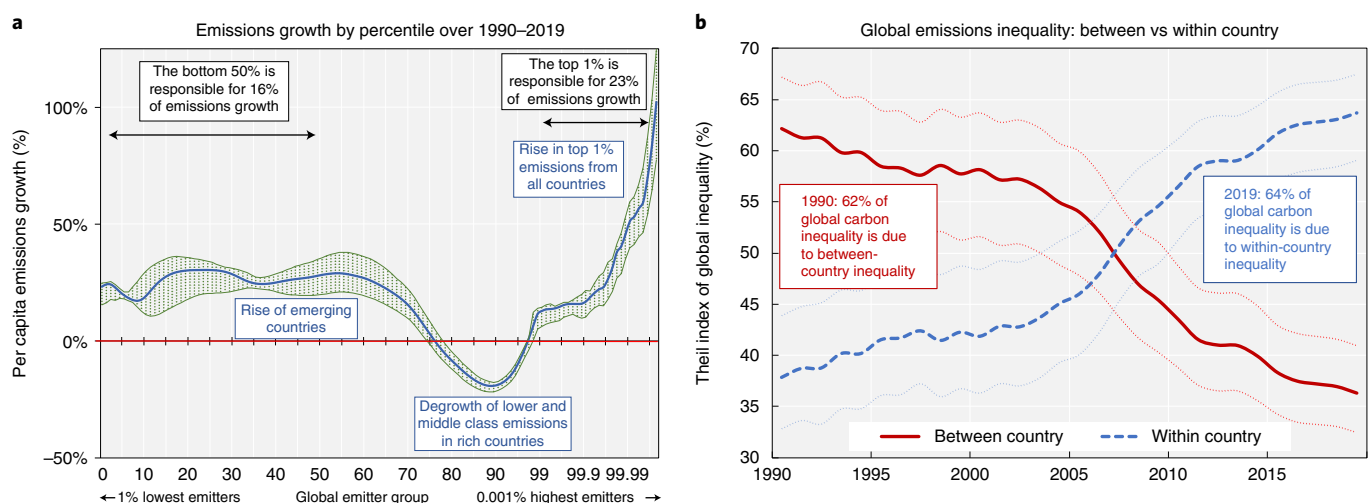 a
Emissions growth by percentile over 1990–2019
The bottom 50% is
responsible for 16%
of emissions growth
The top 1% is
responsible for 23%
of emissions growth
Rise in top 1%
emissions from
all countries
Rise of emerging
countries
Degrowth of lower and
middle class emissions
in rich countries
Per capita emissions growth (%)
100%
50%
0%
–50%
0 10 20 30 40 50 60 70 80 90 99 99.9 99.99
1% lowest emitters Global emitter group 0.001% highest emitters
b
Global emissions inequality: between vs within country
Theil index of global inequality (%)
70
65
60
55
50
45
40
35
30
1990: 62% of
global carbon
inequality is due
to between-
country inequality
2019: 64% of
global carbon
inequality is due
to within-country
inequality
Between country Within country
1990 1995 2000 2005 2010 2015